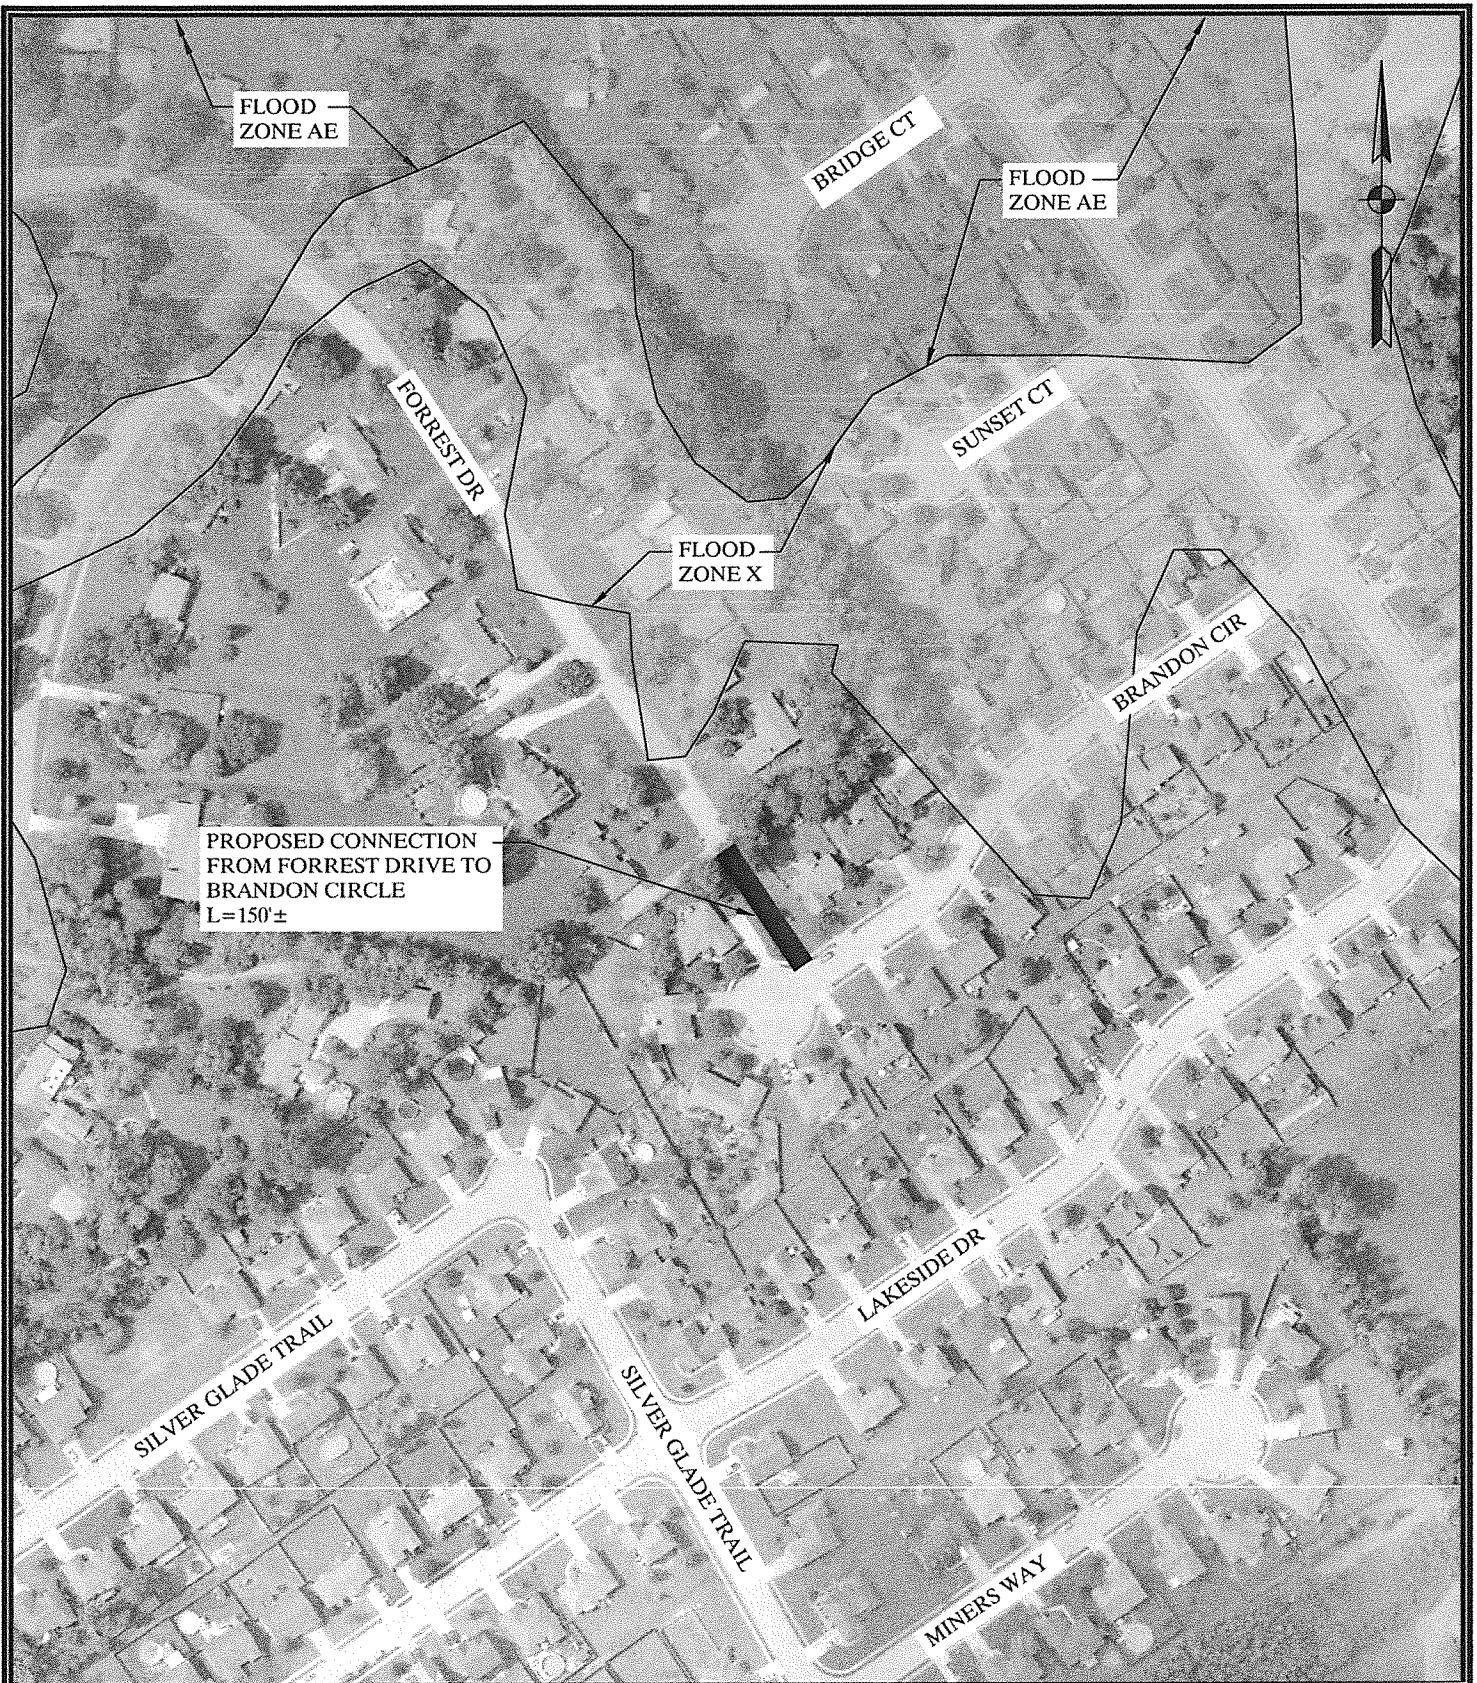 FLOOD
ZONE AE
BRIDGE CT
FLOOD
ZONE AE
FORREST DR
SUNSET CT
FLOOD
ZONE X
BRANDON CIR
PROPOSED CONNECTION
FROM FORREST DRIVE TO
BRANDON CIRCLE
L=150'±
LAKESIDE DR
SILVER GLADE TRAIL
SILVER GLADE TRAIL
MINERS WAY